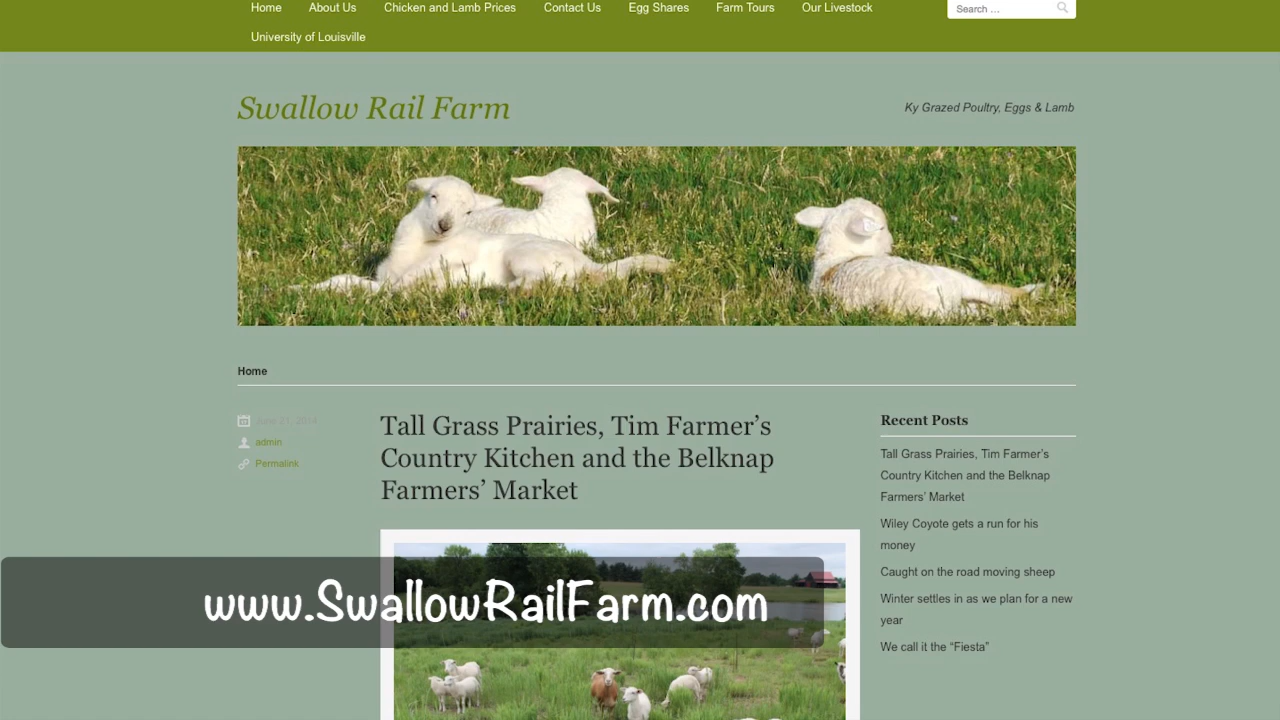 Home About Us Chicken and Lamb Prices Contact Us Egg Shares Farm Tours Our Livestock Search ...
University of Louisville
Swallow Rail Farm
Ky Grazed Poultry, Eggs & Lamb
Home
June 21, 2014
admin
Permalink
Tall Grass Prairies, Tim Farmer's
Country Kitchen and the Belknap
Farmers' Market
Recent Posts
Tall Grass Prairies, Tim Farmer's
Country Kitchen and the Belknap
Farmers' Market
Wiley Coyote gets a run for his
money
Caught on the road moving sheep
Winter settles in as we plan for a new
year
We call it the "Fiesta"
www.SwallowRailFarm.com